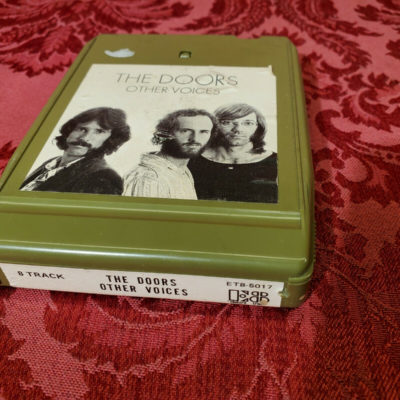 THE DOORS
OTHER VOICES
8 TRACK
THE DOORS
OTHER VOICES
ET8-5017